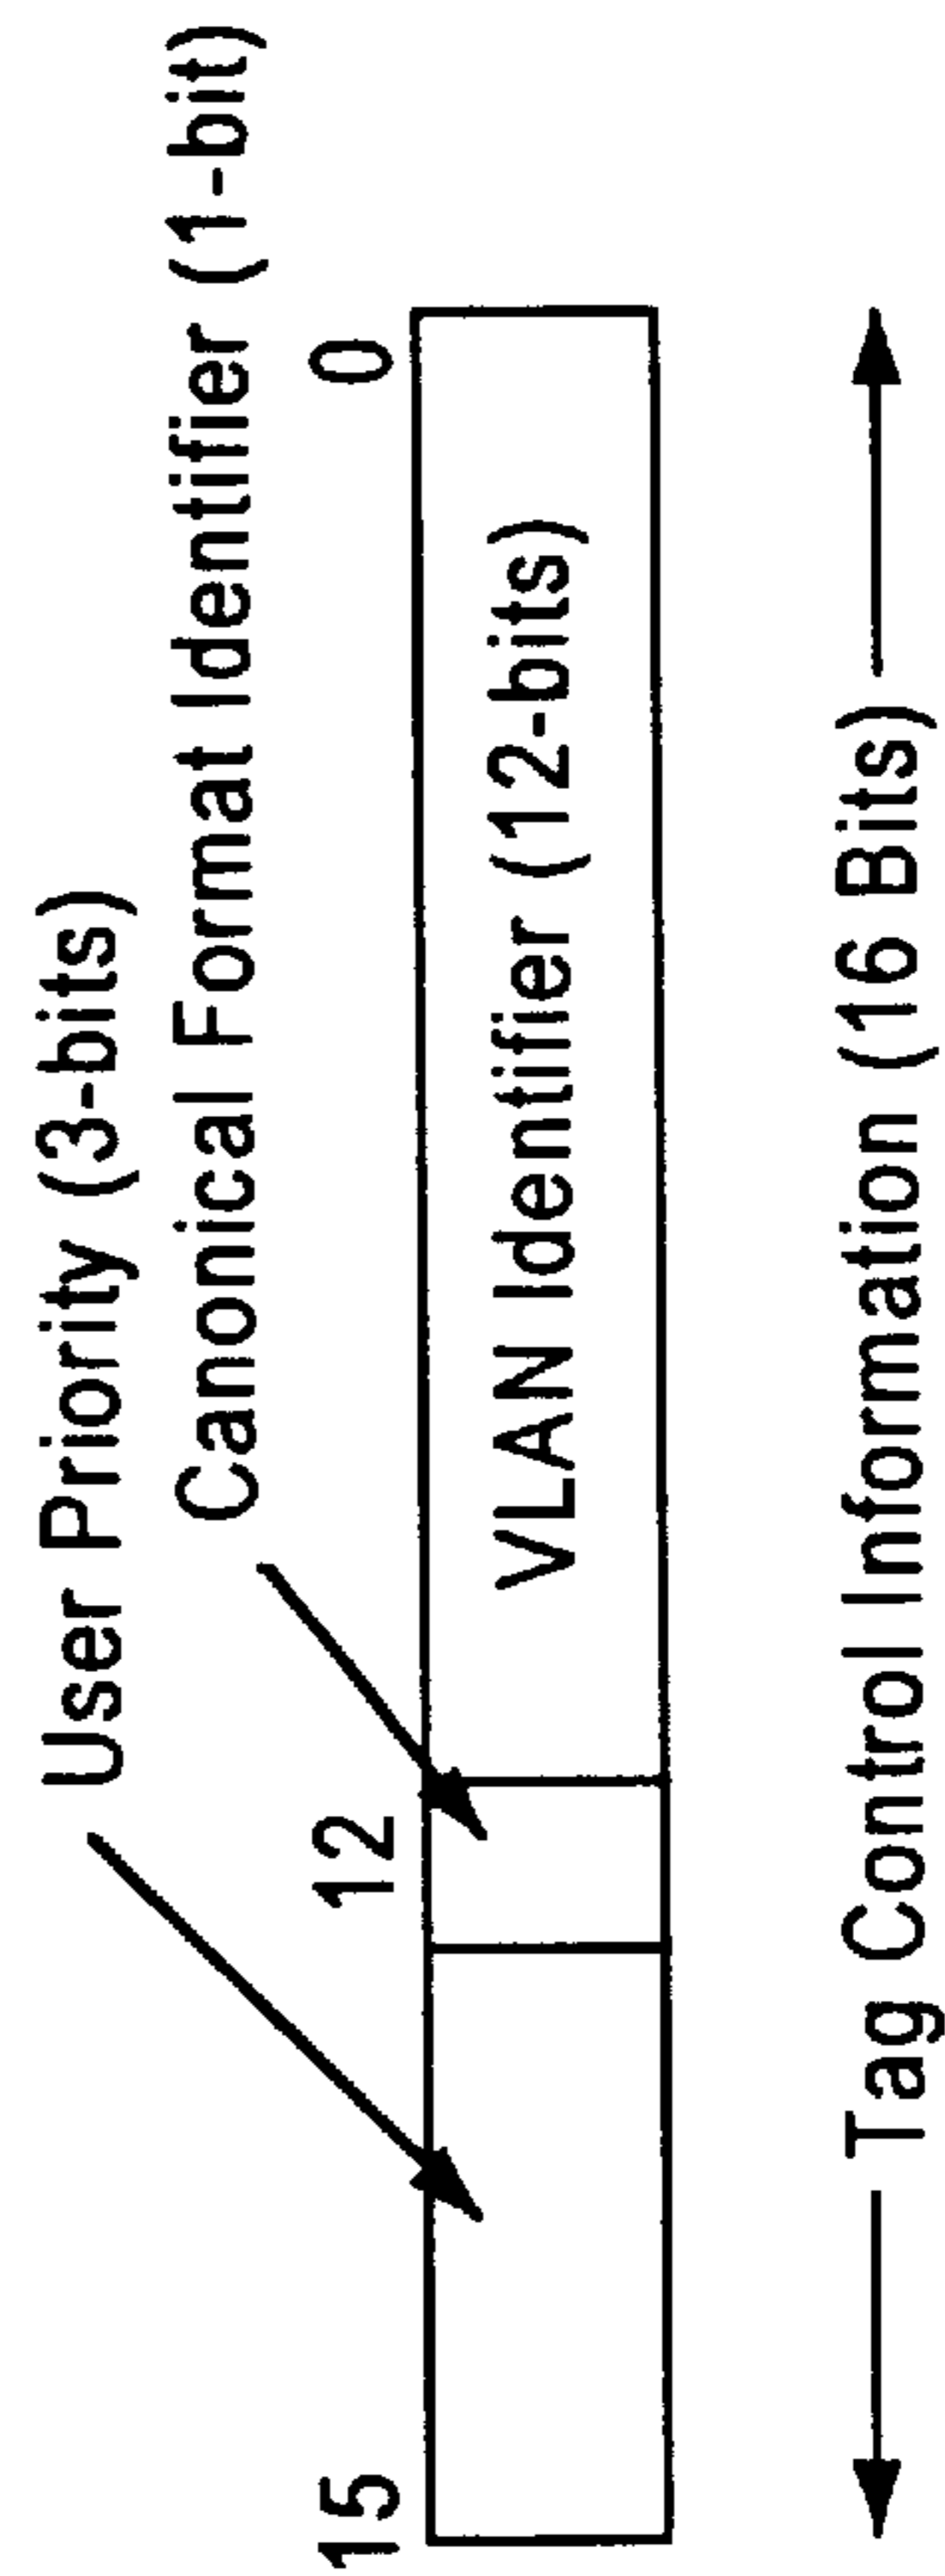 User Priority (3-bits)
Canonical Format Identifier (1-bit)
15 12 0
VLAN Identifier (12-bits)
Tag Control Information (16 Bits)